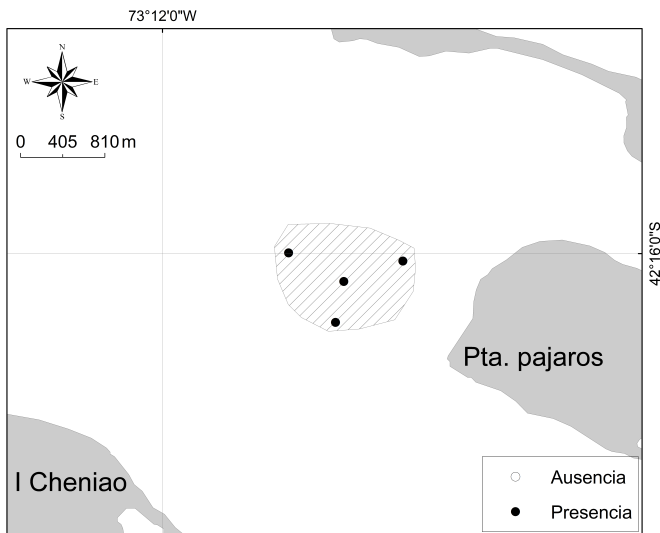 73°12'0"W
N
W E
S
0 405 810 m
42°16'0"S
Pta. pajaros
I Cheniao
Ausencia
Presencia